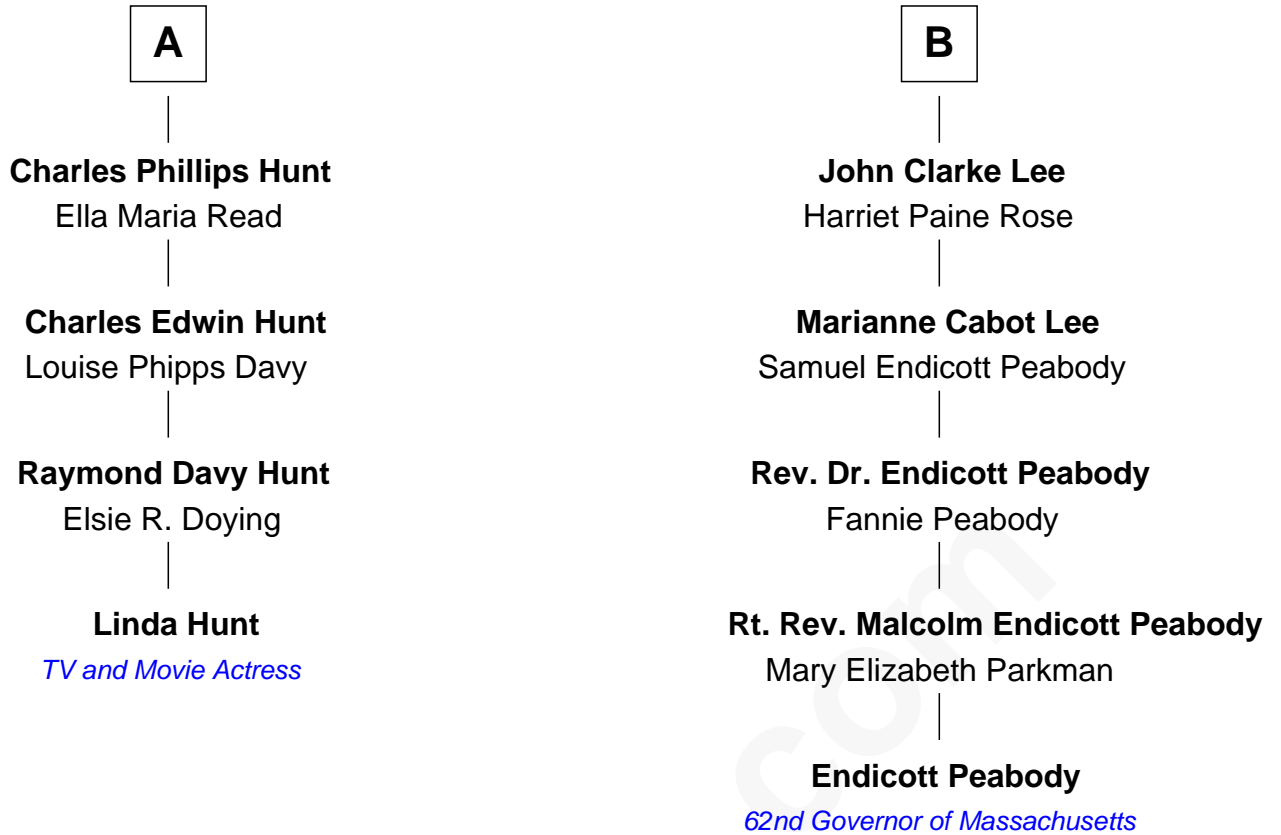 A
Charles Phillips Hunt
Ella Maria Read
Charles Edwin Hunt
Louise Phipps Davy
Raymond Davy Hunt
Elsie R. Doying
Linda Hunt
TV and Movie Actress
B
John Clarke Lee
Harriet Paine Rose
Marianne Cabot Lee
Samuel Endicott Peabody
Rev. Dr. Endicott Peabody
Fannie Peabody
Rt. Rev. Malcolm Endicott Peabody
Mary Elizabeth Parkman
Endicott Peabody
62nd Governor of Massachusetts
com